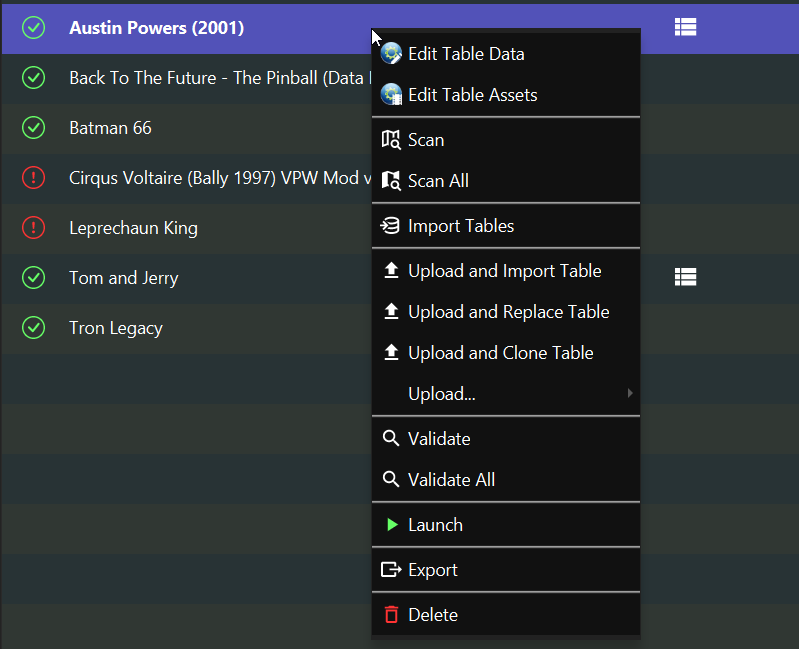 Austin Powers (2001)
Back To The Future - The Pinball (Data
Batman 66
Cirqus Voltaire (Bally 1997) VPW Mod v
Leprechaun King
Tom and Jerry
Tron Legacy
Edit Table Data
Edit Table Assets
Scan
Scan All
Import Tables
Upload and Import Table
Upload and Replace Table
Upload and Clone Table
Upload...
Validate
Validate All
Launch
Export
Delete